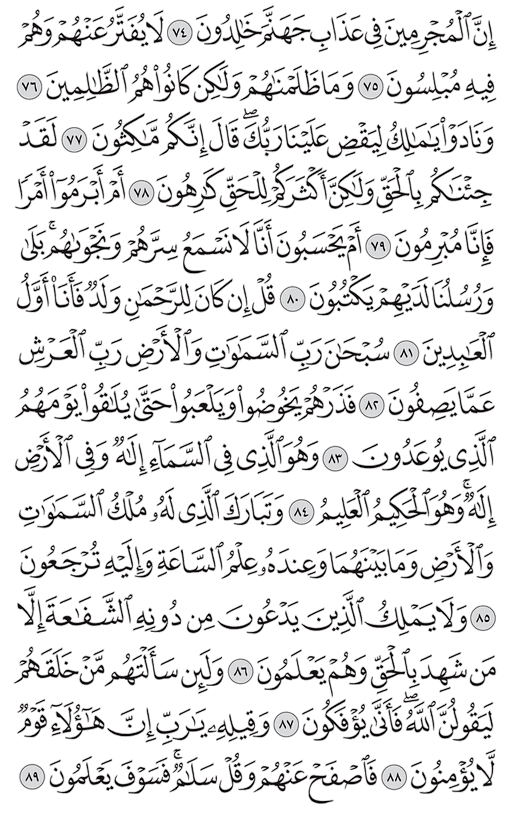 إِنَّ ٱلۡمُجۡرِمِينَ فِي عَذَابِ جَهَنَّمَ خَٰلِدُونَ ٧٤ لَا يُفَتَّرُ عَنۡهُمۡ وَهُمۡ
فِيهِ مُبۡلِسُونَ ٧٥ وَمَا ظَلَمۡنَٰهُمۡ وَلَٰكِن كَانُواْ هُمُ ٱلظَّٰلِمِينَ ٧٦
وَنَادَوۡاْ يَٰمَٰلِكُ لِيَقۡضِ عَلَيۡنَا رَبُّكَۖ قَالَ إِنَّكُم مَّٰكِثُونَ ٧٧ لَقَدۡ
جِئۡنَٰكُم بِٱلۡحَقِّ وَلَٰكِنَّ أَكۡثَرَكُمۡ لِلۡحَقِّ كَٰرِهُونَ ٧٨ أَمۡ أَبۡرَمُوٓاْ أَمۡرٗا
فَإِنَّا مُبۡرِمُونَ ٧٩ أَمۡ يَحۡسَبُونَ أَنَّا لَا نَسۡمَعُ سِرَّهُمۡ وَنَجۡوَىٰهُمۚ بَلَىٰ
وَرُسُلُنَا لَدَيۡهِمۡ يَكۡتُبُونَ ٨٠ قُلۡ إِن كَانَ لِلرَّحۡمَٰنِ وَلَدٞ فَأَنَا۠ أَوَّلُ
ٱلۡعَٰبِدِينَ ٨١ سُبۡحَٰنَ رَبِّ ٱلسَّمَٰوَٰتِ وَٱلۡأَرۡضِ رَبِّ ٱلۡعَرۡشِ
عَمَّا يَصِفُونَ ٨٢ فَذَرۡهُمۡ يَخُوضُواْ وَيَلۡعَبُواْ حَتَّىٰ يُلَٰقُواْ يَوۡمَهُمُ
ٱلَّذِي يُوعَدُونَ ٨٣ وَهُوَ ٱلَّذِي فِي ٱلسَّمَآءِ إِلَٰهٞ وَفِي ٱلۡأَرۡضِ
إِلَٰهٞۚ وَهُوَ ٱلۡحَكِيمُ ٱلۡعَلِيمُ ٨٤ وَتَبَارَكَ ٱلَّذِي لَهُۥ مُلۡكُ ٱلسَّمَٰوَٰتِ
وَٱلۡأَرۡضِ وَمَا بَيۡنَهُمَا وَعِندَهُۥ عِلۡمُ ٱلسَّاعَةِ وَإِلَيۡهِ تُرۡجَعُونَ
٨٥ وَلَا يَمۡلِكُ ٱلَّذِينَ يَدۡعُونَ مِن دُونِهِ ٱلشَّفَٰعَةَ إِلَّا
مَن شَهِدَ بِٱلۡحَقِّ وَهُمۡ يَعۡلَمُونَ ٨٦ وَلَئِن سَأَلۡتَهُم مَّنۡ خَلَقَهُمۡ
لَيَقُولُنَّ ٱللَّهُۖ فَأَنَّىٰ يُؤۡفَكُونَ ٨٧ وَقِيلِهِۦ يَٰرَبِّ إِنَّ هَٰٓؤُلَآءِ قَوۡمٞ
لَّا يُؤۡمِنُونَ ٨٨ فَٱصۡفَحۡ عَنۡهُمۡ وَقُلۡ سَلَٰمٞۚ فَسَوۡفَ يَعۡلَمُونَ ٨٩